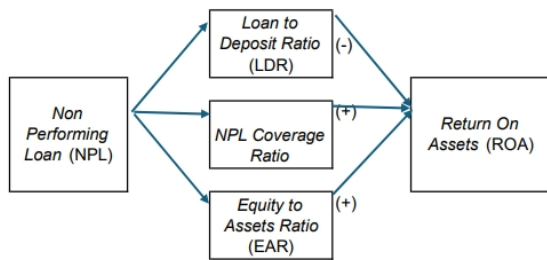 Non
Performing
Loan (NPL)
Loan to
Deposit Ratio
(LDR)
(-)
NPL Coverage
Ratio
(+)
Equity to
Assets Ratio
(EAR)
(+)
Return On
Assets (ROA)